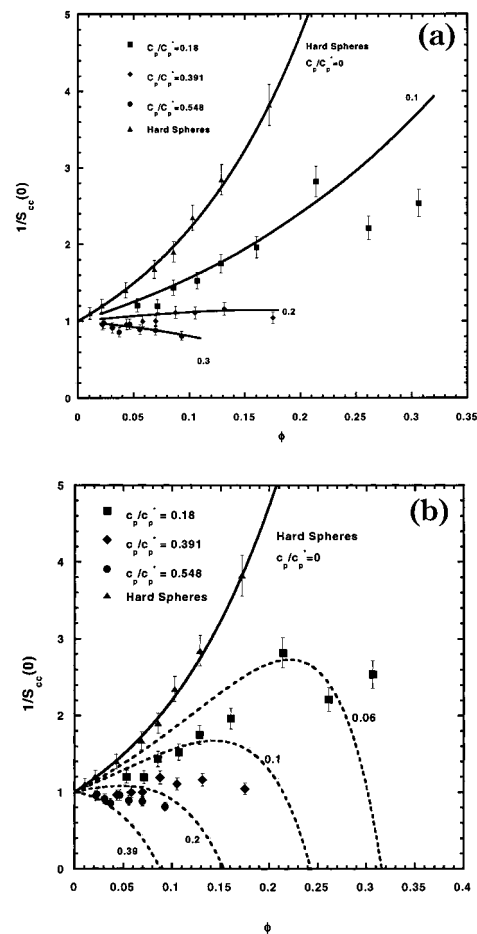 (a)
C_p/C_p^*=0.18
C_p/C_p^*=0.391
C_p/C_p^*=0.548
Hard Spheres
Hard Spheres
C_p/C_p^*=0
0.1
0.2
0.3
5
4
3
2
1
0
1/S_cc(0)
0 0.05 0.1 0.15 0.2 0.25 0.3 0.35
ϕ
(b)
c_p/c_p^* = 0.18
c_p/c_p^* = 0.391
c_p/c_p^* = 0.548
Hard Spheres
Hard Spheres
c_p/c_p^*=0
0.06
0.1
0.2
0.39
5
4
3
2
1
0
1/S_cc(0)
0 0.05 0.1 0.15 0.2 0.25 0.3 0.35 0.4
ϕ